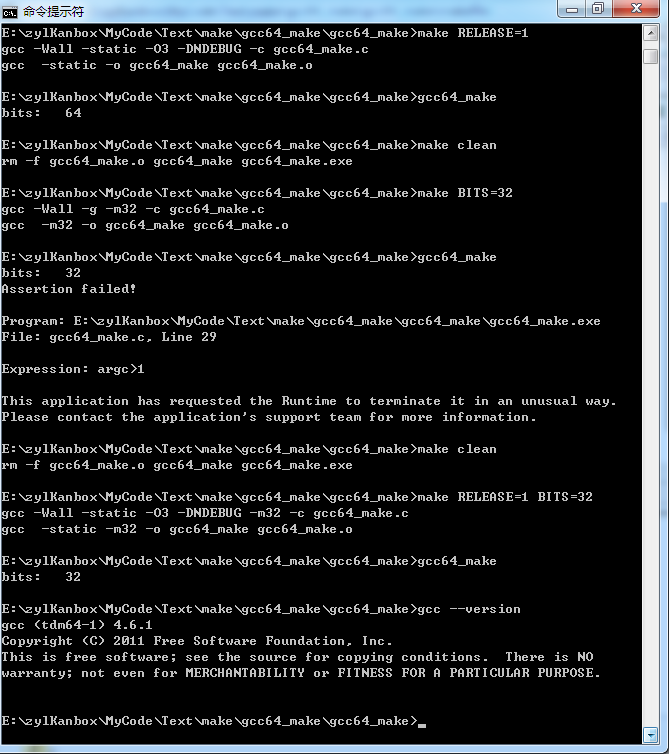 命令提示符
E:\zylKanbox\MyCode\Text\make\gcc64_make\gcc64_make>make RELEASE=1
gcc -Wall -static -O3 -DNDEBUG -c gcc64_make.c
gcc  -static -o gcc64_make gcc64_make.o
E:\zylKanbox\MyCode\Text\make\gcc64_make\gcc64_make>gcc64_make
bits:   64
E:\zylKanbox\MyCode\Text\make\gcc64_make\gcc64_make>make clean
rm -f gcc64_make.o gcc64_make gcc64_make.exe
E:\zylKanbox\MyCode\Text\make\gcc64_make\gcc64_make>make BITS=32
gcc -Wall -g -m32 -c gcc64_make.c
gcc  -m32 -o gcc64_make gcc64_make.o
E:\zylKanbox\MyCode\Text\make\gcc64_make\gcc64_make>gcc64_make
bits:   32
Assertion failed!
Program: E:\zylKanbox\MyCode\Text\make\gcc64_make\gcc64_make\gcc64_make.exe
File: gcc64_make.c, Line 29
Expression: argc>1
This application has requested the Runtime to terminate it in an unusual way.
Please contact the application's support team for more information.
E:\zylKanbox\MyCode\Text\make\gcc64_make\gcc64_make>make clean
rm -f gcc64_make.o gcc64_make gcc64_make.exe
E:\zylKanbox\MyCode\Text\make\gcc64_make\gcc64_make>make RELEASE=1 BITS=32
gcc -Wall -static -O3 -DNDEBUG -m32 -c gcc64_make.c
gcc  -static -m32 -o gcc64_make gcc64_make.o
E:\zylKanbox\MyCode\Text\make\gcc64_make\gcc64_make>gcc64_make
bits:   32
E:\zylKanbox\MyCode\Text\make\gcc64_make\gcc64_make>gcc --version
gcc (tdm64-1) 4.6.1
Copyright (C) 2011 Free Software Foundation, Inc.
This is free software; see the source for copying conditions.  There is NO
warranty; not even for MERCHANTABILITY or FITNESS FOR A PARTICULAR PURPOSE.
E:\zylKanbox\MyCode\Text\make\gcc64_make\gcc64_make>_